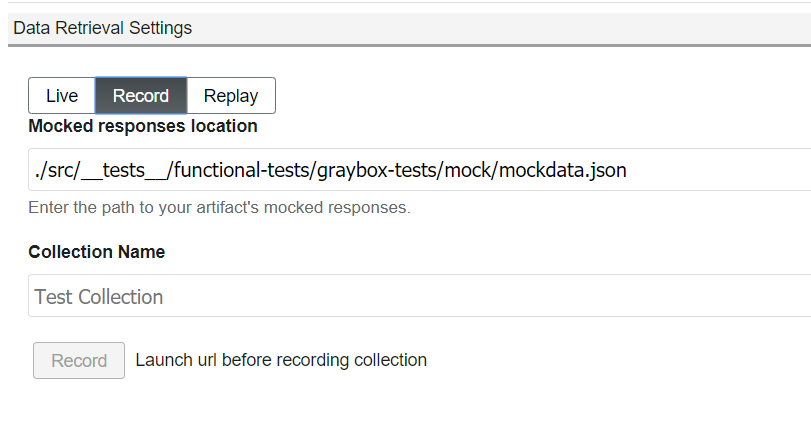 Data Retrieval Settings
Live Record Replay
Mocked responses location
./src/__tests__/functional-tests/graybox-tests/mock/mockdata.json
Enter the path to your artifact's mocked responses.
Collection Name
Test Collection
Record Launch url before recording collection